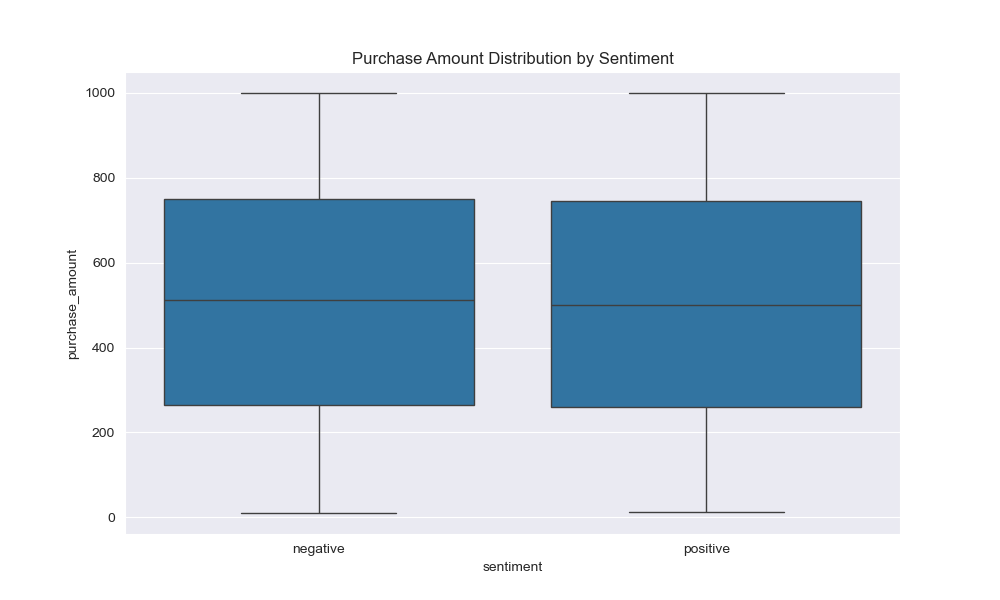 Purchase Amount Distribution by Sentiment
purchase_amount
1000
800
600
400
200
0
negative positive
sentiment